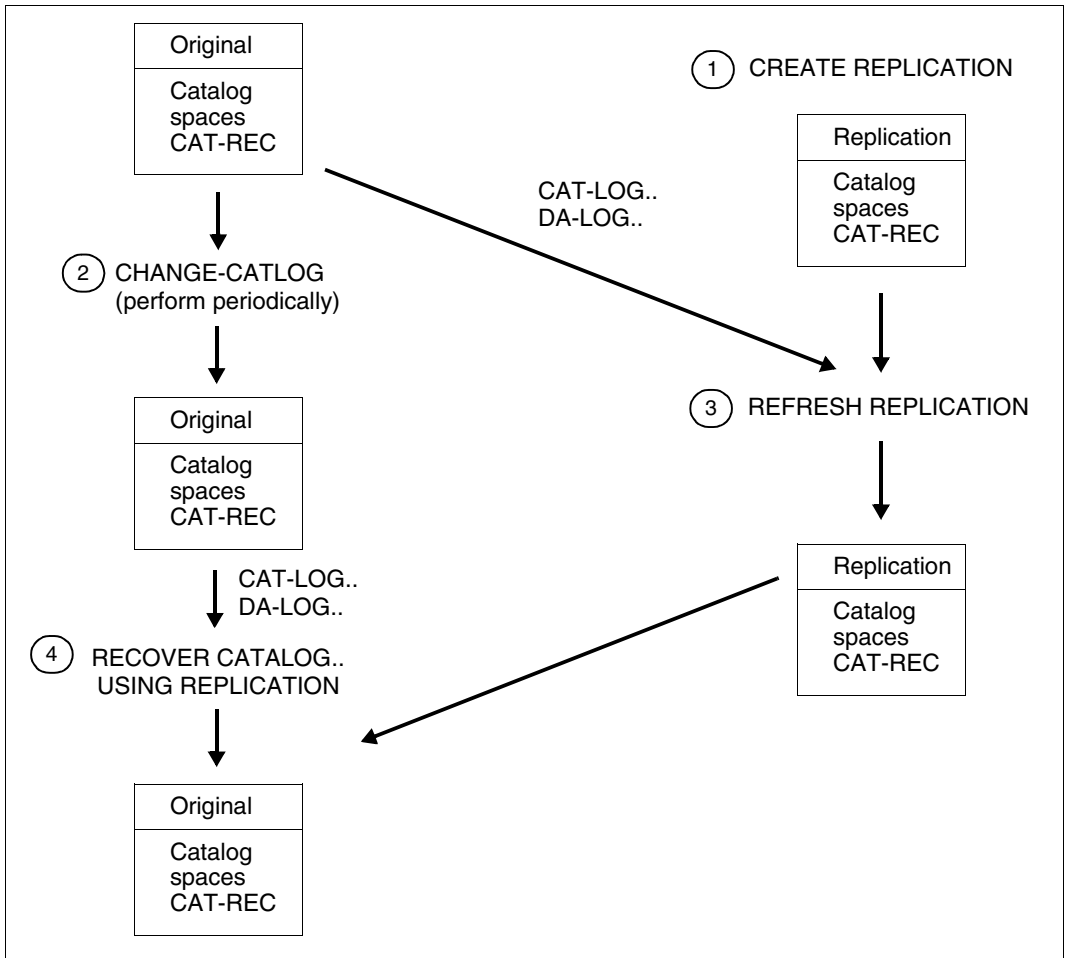 Original
Catalog
spaces
CAT-REC
1 CREATE REPLICATION
Replication
Catalog
spaces
CAT-REC
CAT-LOG..
DA-LOG..
2 CHANGE-CATLOG
(perform periodically)
Original
Catalog
spaces
CAT-REC
3 REFRESH REPLICATION
CAT-LOG..
DA-LOG..
Replication
Catalog
spaces
CAT-REC
4 RECOVER CATALOG..
USING REPLICATION
Original
Catalog
spaces
CAT-REC